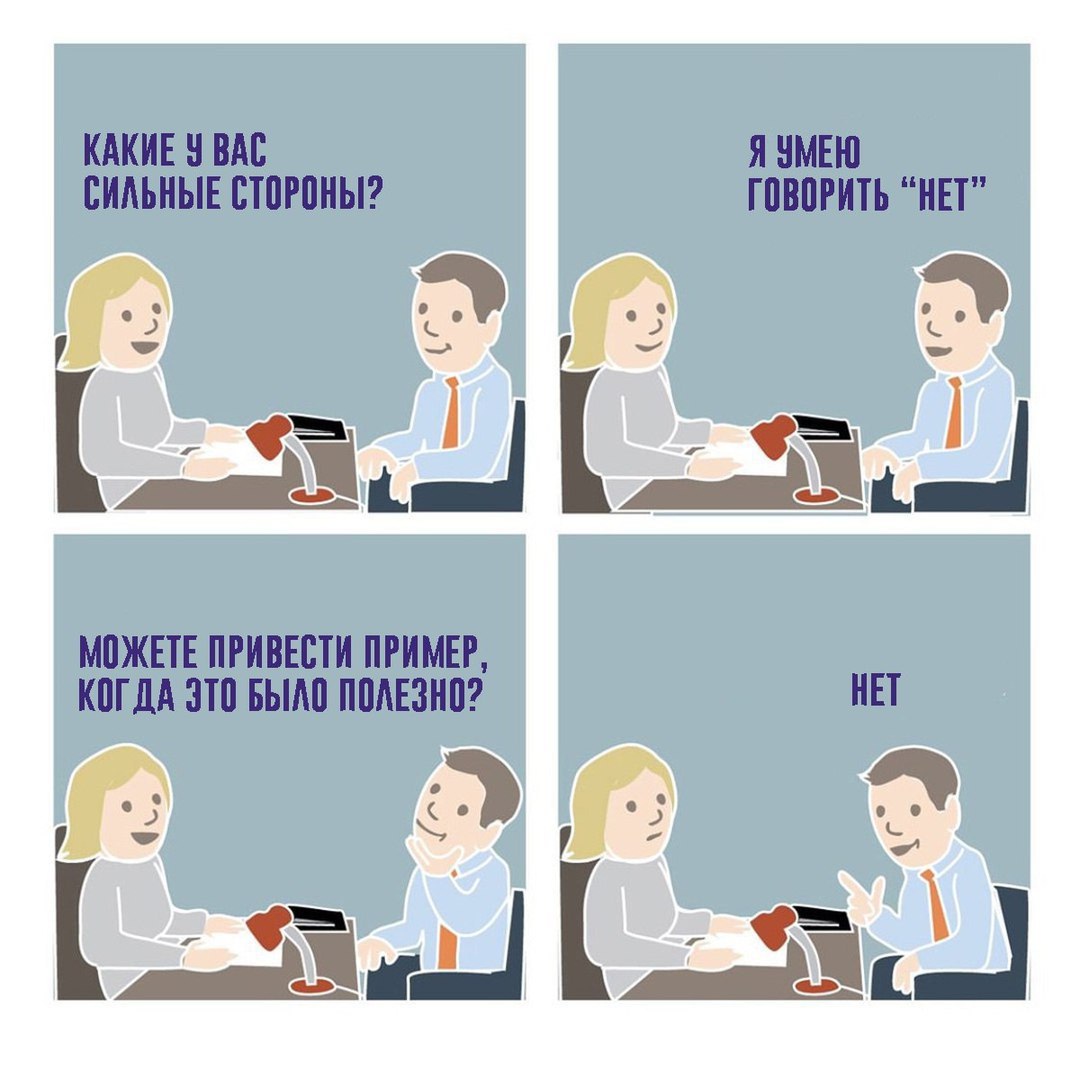 КАКИЕ У ВАС
СИЛЬНЫЕ СТОРОНЫ?
Я УМЕЮ
ГОВОРИТЬ “НЕТ”
МОЖЕТЕ ПРИВЕСТИ ПРИМЕР,
КОГДА ЭТО БЫЛО ПОЛЕЗНО?
НЕТ